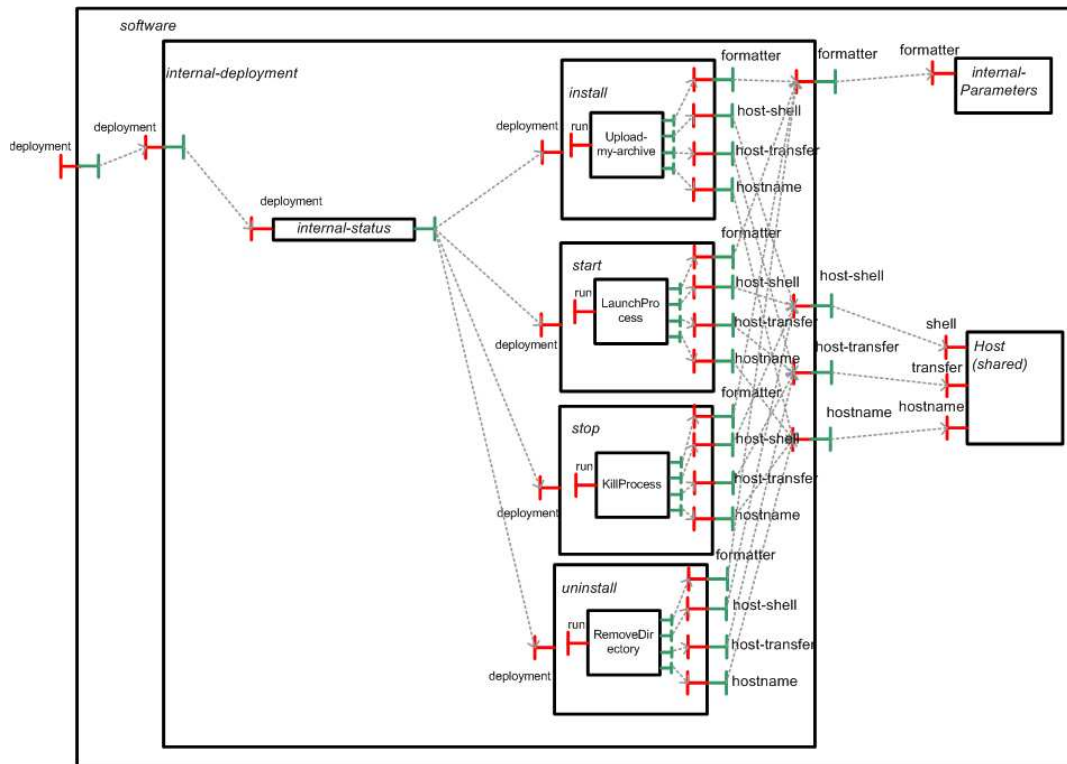 software
internal-deployment
deployment
deployment
deployment
internal-status
install
deployment
run
Upload-
my-archive
formatter
host-shell
host-transfer
hostname
start
deployment
run
LaunchPro
cess
formatter
host-shell
host-transfer
hostname
stop
deployment
run
KillProcess
formatter
host-shell
host-transfer
hostname
uninstall
deployment
run
RemoveDir
ectory
formatter
host-shell
host-transfer
hostname
formatter
host-shell
host-transfer
hostname
formatter
internal-
Parameters
shell
transfer
hostname
Host
(shared)